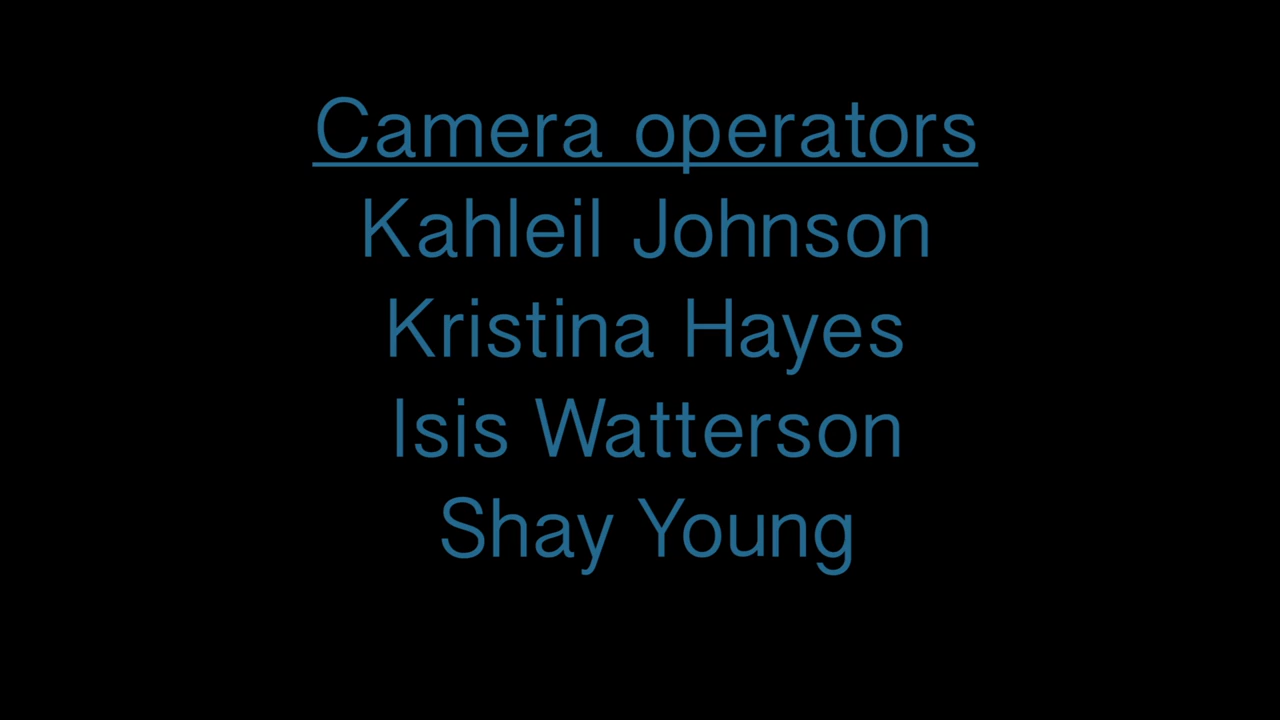 Camera operators
Kahleil Johnson
Kristina Hayes
Isis Watterson
Shay Young